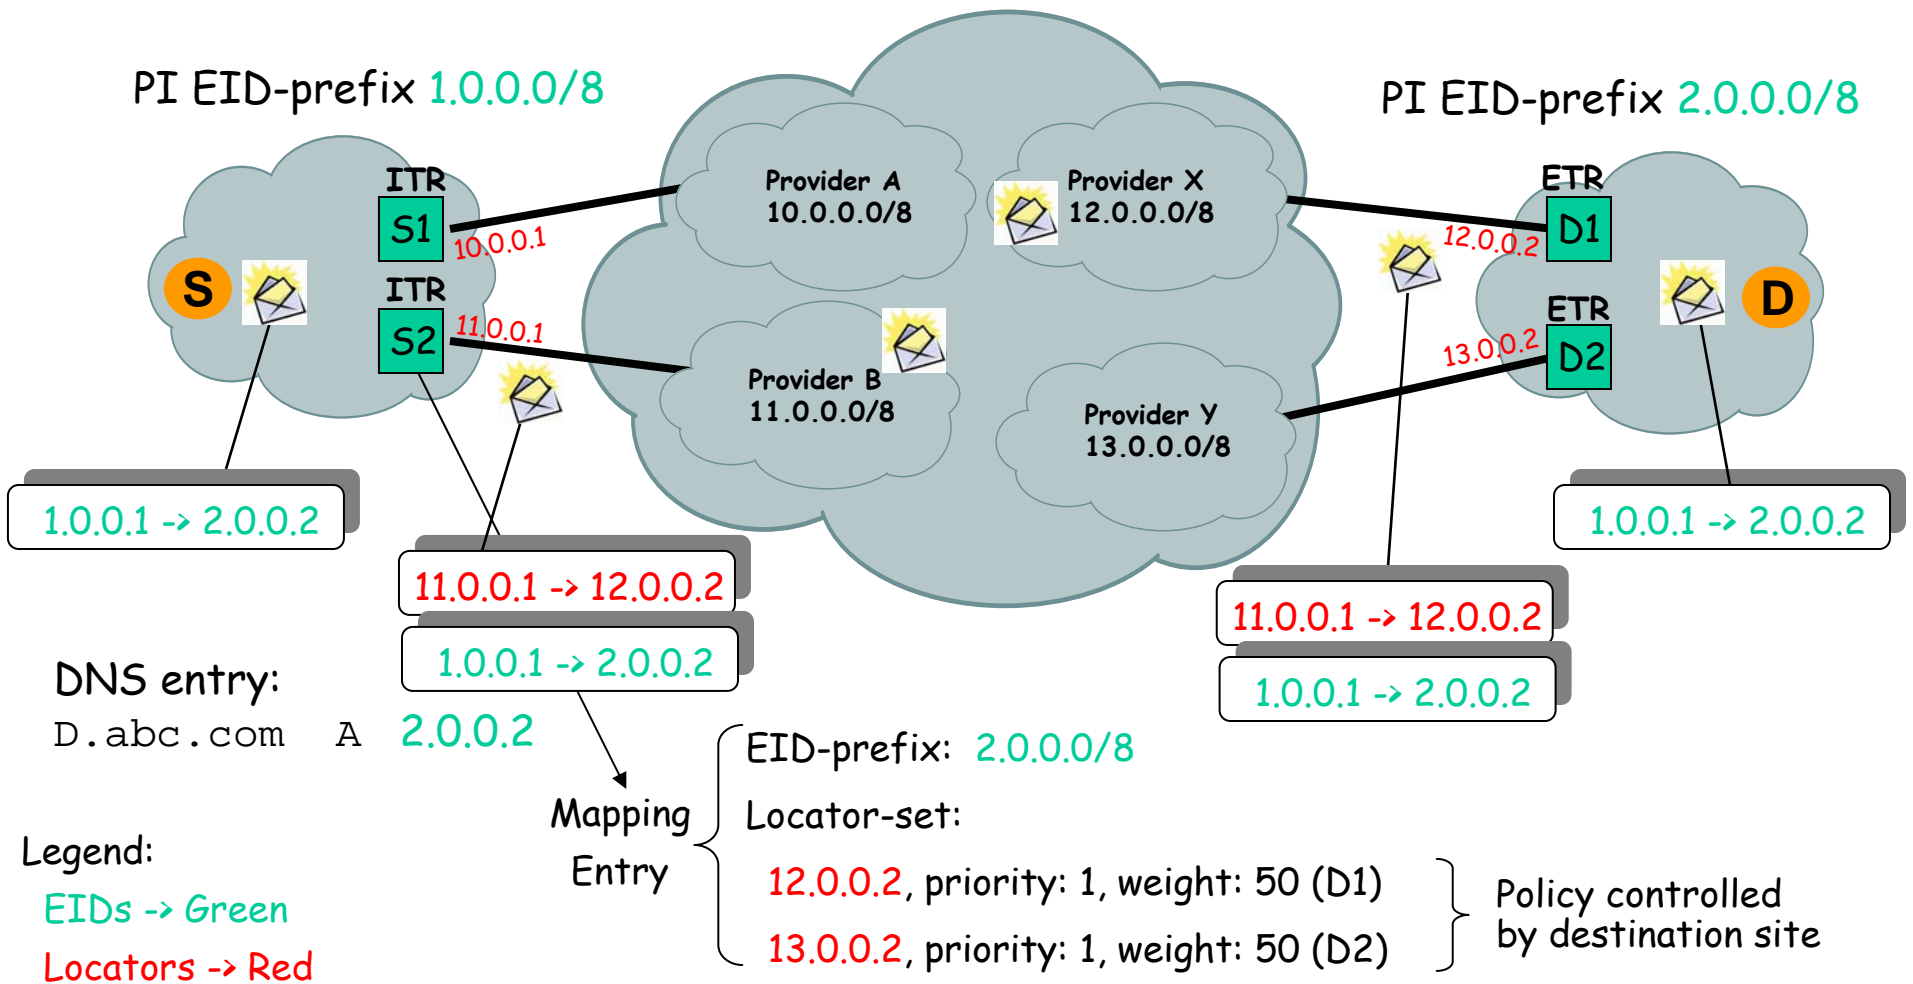 PI EID-prefix 1.0.0.0/8
PI EID-prefix 2.0.0.0/8
ITR
S1
10.0.0.1
ITR
S2
11.0.0.1
S
Provider A
10.0.0.0/8
Provider X
12.0.0.0/8
Provider B
11.0.0.0/8
Provider Y
13.0.0.0/8
ETR
D1
12.0.0.2
ETR
D2
13.0.0.2
D
1.0.0.1 -> 2.0.0.2
11.0.0.1 -> 12.0.0.2
1.0.0.1 -> 2.0.0.2
11.0.0.1 -> 12.0.0.2
1.0.0.1 -> 2.0.0.2
1.0.0.1 -> 2.0.0.2
DNS entry:
D.abc.com A 2.0.0.2
Mapping
Entry
EID-prefix: 2.0.0.0/8
Locator-set:
12.0.0.2, priority: 1, weight: 50 (D1)
13.0.0.2, priority: 1, weight: 50 (D2)
Policy controlled
by destination site
Legend:
EIDs -> Green
Locators -> Red